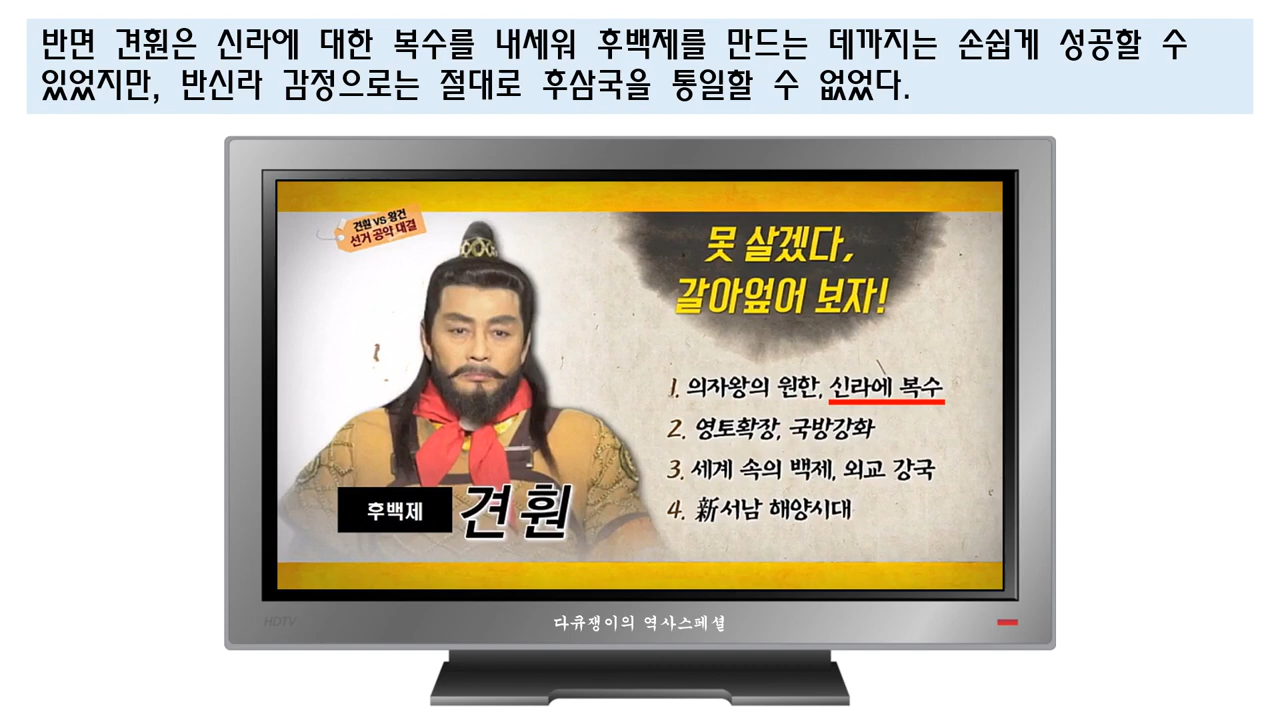 반면 견훤은 신라에 대한 복수를 내세워 후백제를 만드는 데까지는 손쉽게 성공할 수
있었지만, 반신라 감정으로는 절대로 후삼국을 통일할 수 없었다.
견훤 vs 왕건
선거 공약 대결
못 살겠다,
갈아엎어 보자!
1. 의자왕의 원한, 신라에 복수
2. 영토확장, 국방강화
3. 세계 속의 백제, 외교 강국
4. 新서남 해양시대
후백제 견훤
HDTV
다큐쟁이의 역사스페셜